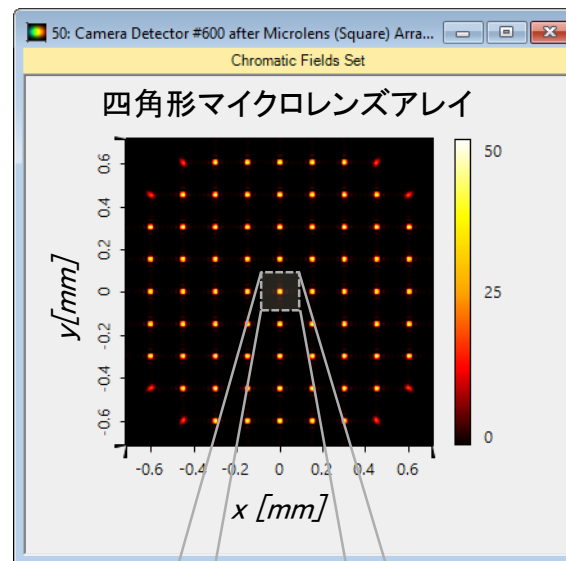 50: Camera Detector #600 after Microlens (Square) Arra...
Chromatic Fields Set
四角形マイクロレンズアレイ
0.6
0.4
0.2
0
-0.2
-0.4
-0.6
y[mm]
-0.6 -0.4 -0.2 0 0.2 0.4 0.6
x [mm]
50
25
0